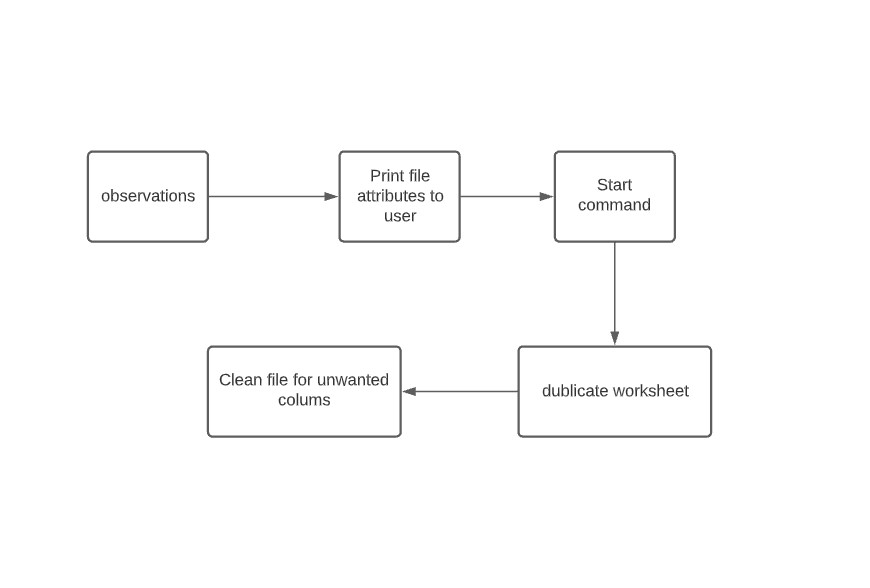 observations
Print file
attributes to
user
Start
command
Clean file for unwanted
colums
dublicate worksheet